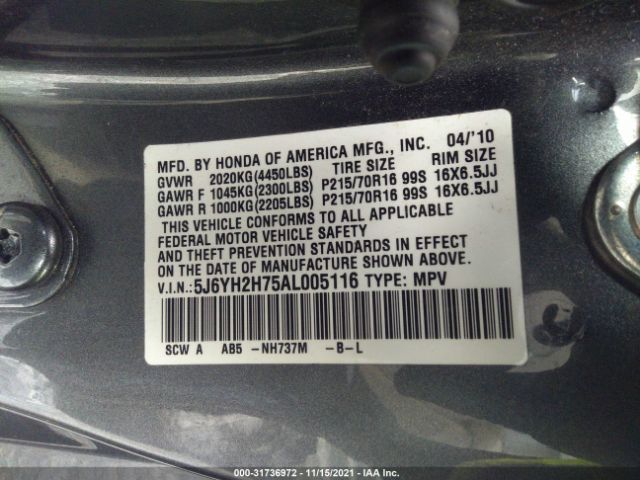 MFD. BY HONDA OF AMERICA MFG., INC. 04/'10
GVWR 2020KG(4450LBS) TIRE SIZE RIM SIZE
GAWR F 1045KG(2300LBS) P215/70R16 99S 16X6.5JJ
GAWR R 1000KG(2205LBS) P215/70R16 99S 16X6.5JJ
THIS VEHICLE CONFORMS TO ALL APPLICABLE
FEDERAL MOTOR VEHICLE SAFETY
AND THEFT PREVENTION STANDARDS IN EFFECT
ON THE DATE OF MANUFACTURE SHOWN ABOVE.
V.I.N.: 5J6YH2H75AL005116 TYPE: MPV
SCW A AB5 -NH737M -B-L
000-31736972 - 11/15/2021 - IAA Inc.